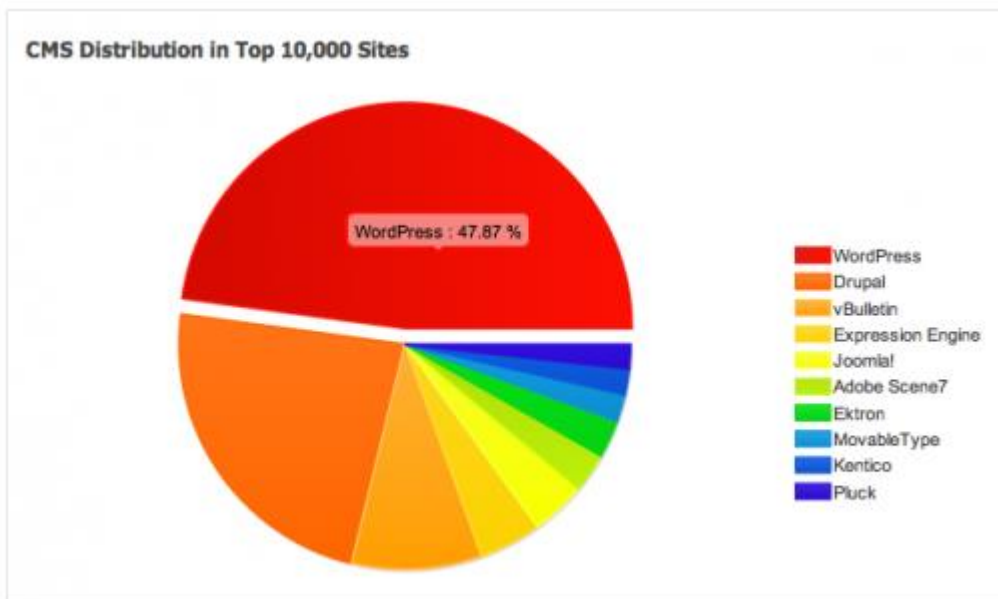 CMS Distribution in Top 10,000 Sites
WordPress : 47.87 %
WordPress
Drupal
vBulletin
Expression Engine
Joomla!
Adobe Scene7
Ektron
MovableType
Kentico
Pluck